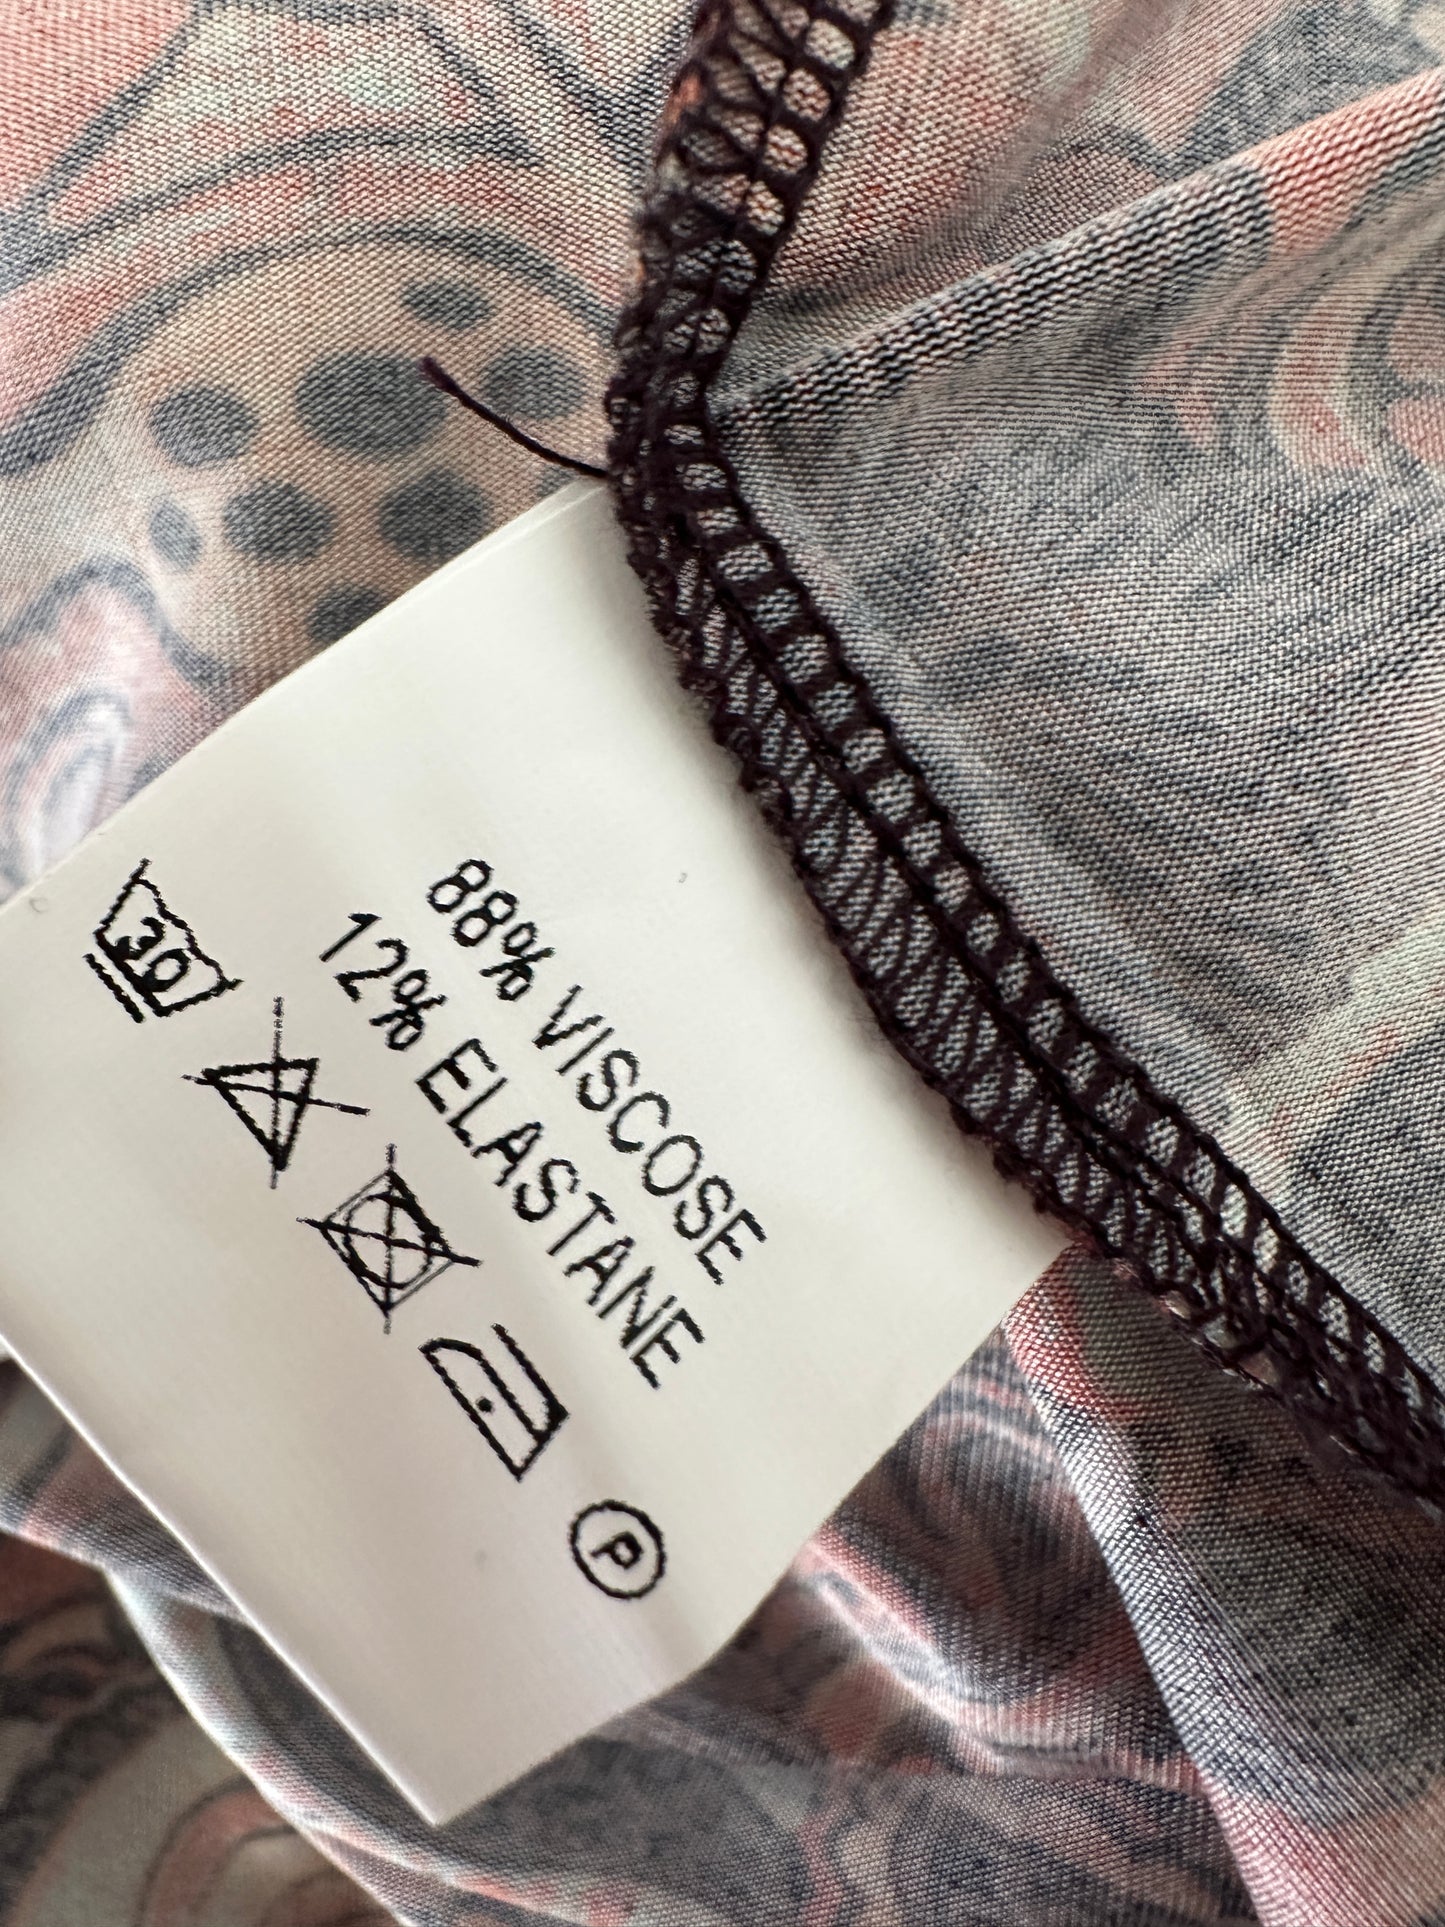 88% VISCOSE
12% ELASTANE
30
P